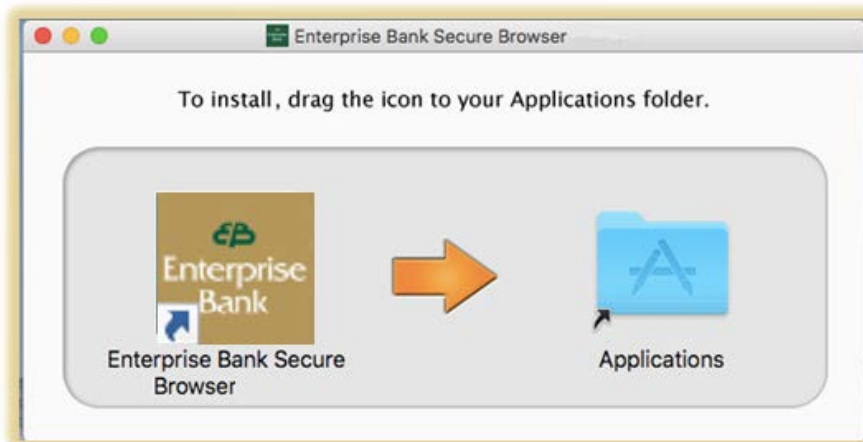 Enterprise Bank Secure Browser
To install, drag the icon to your Applications folder.
EB
Enterprise
Bank
Enterprise Bank Secure
Browser
Applications